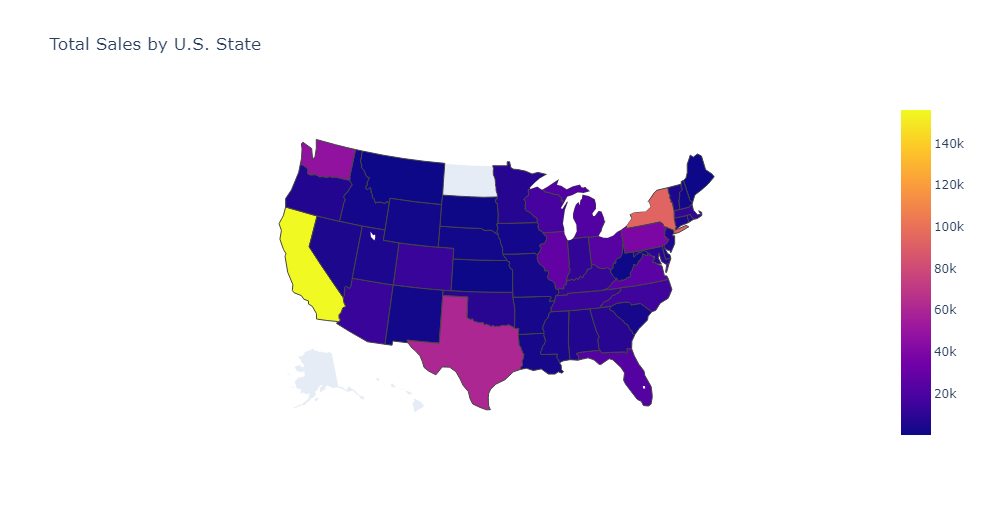 Total Sales by U.S. State
140k
120k
100k
80k
60k
40k
20k